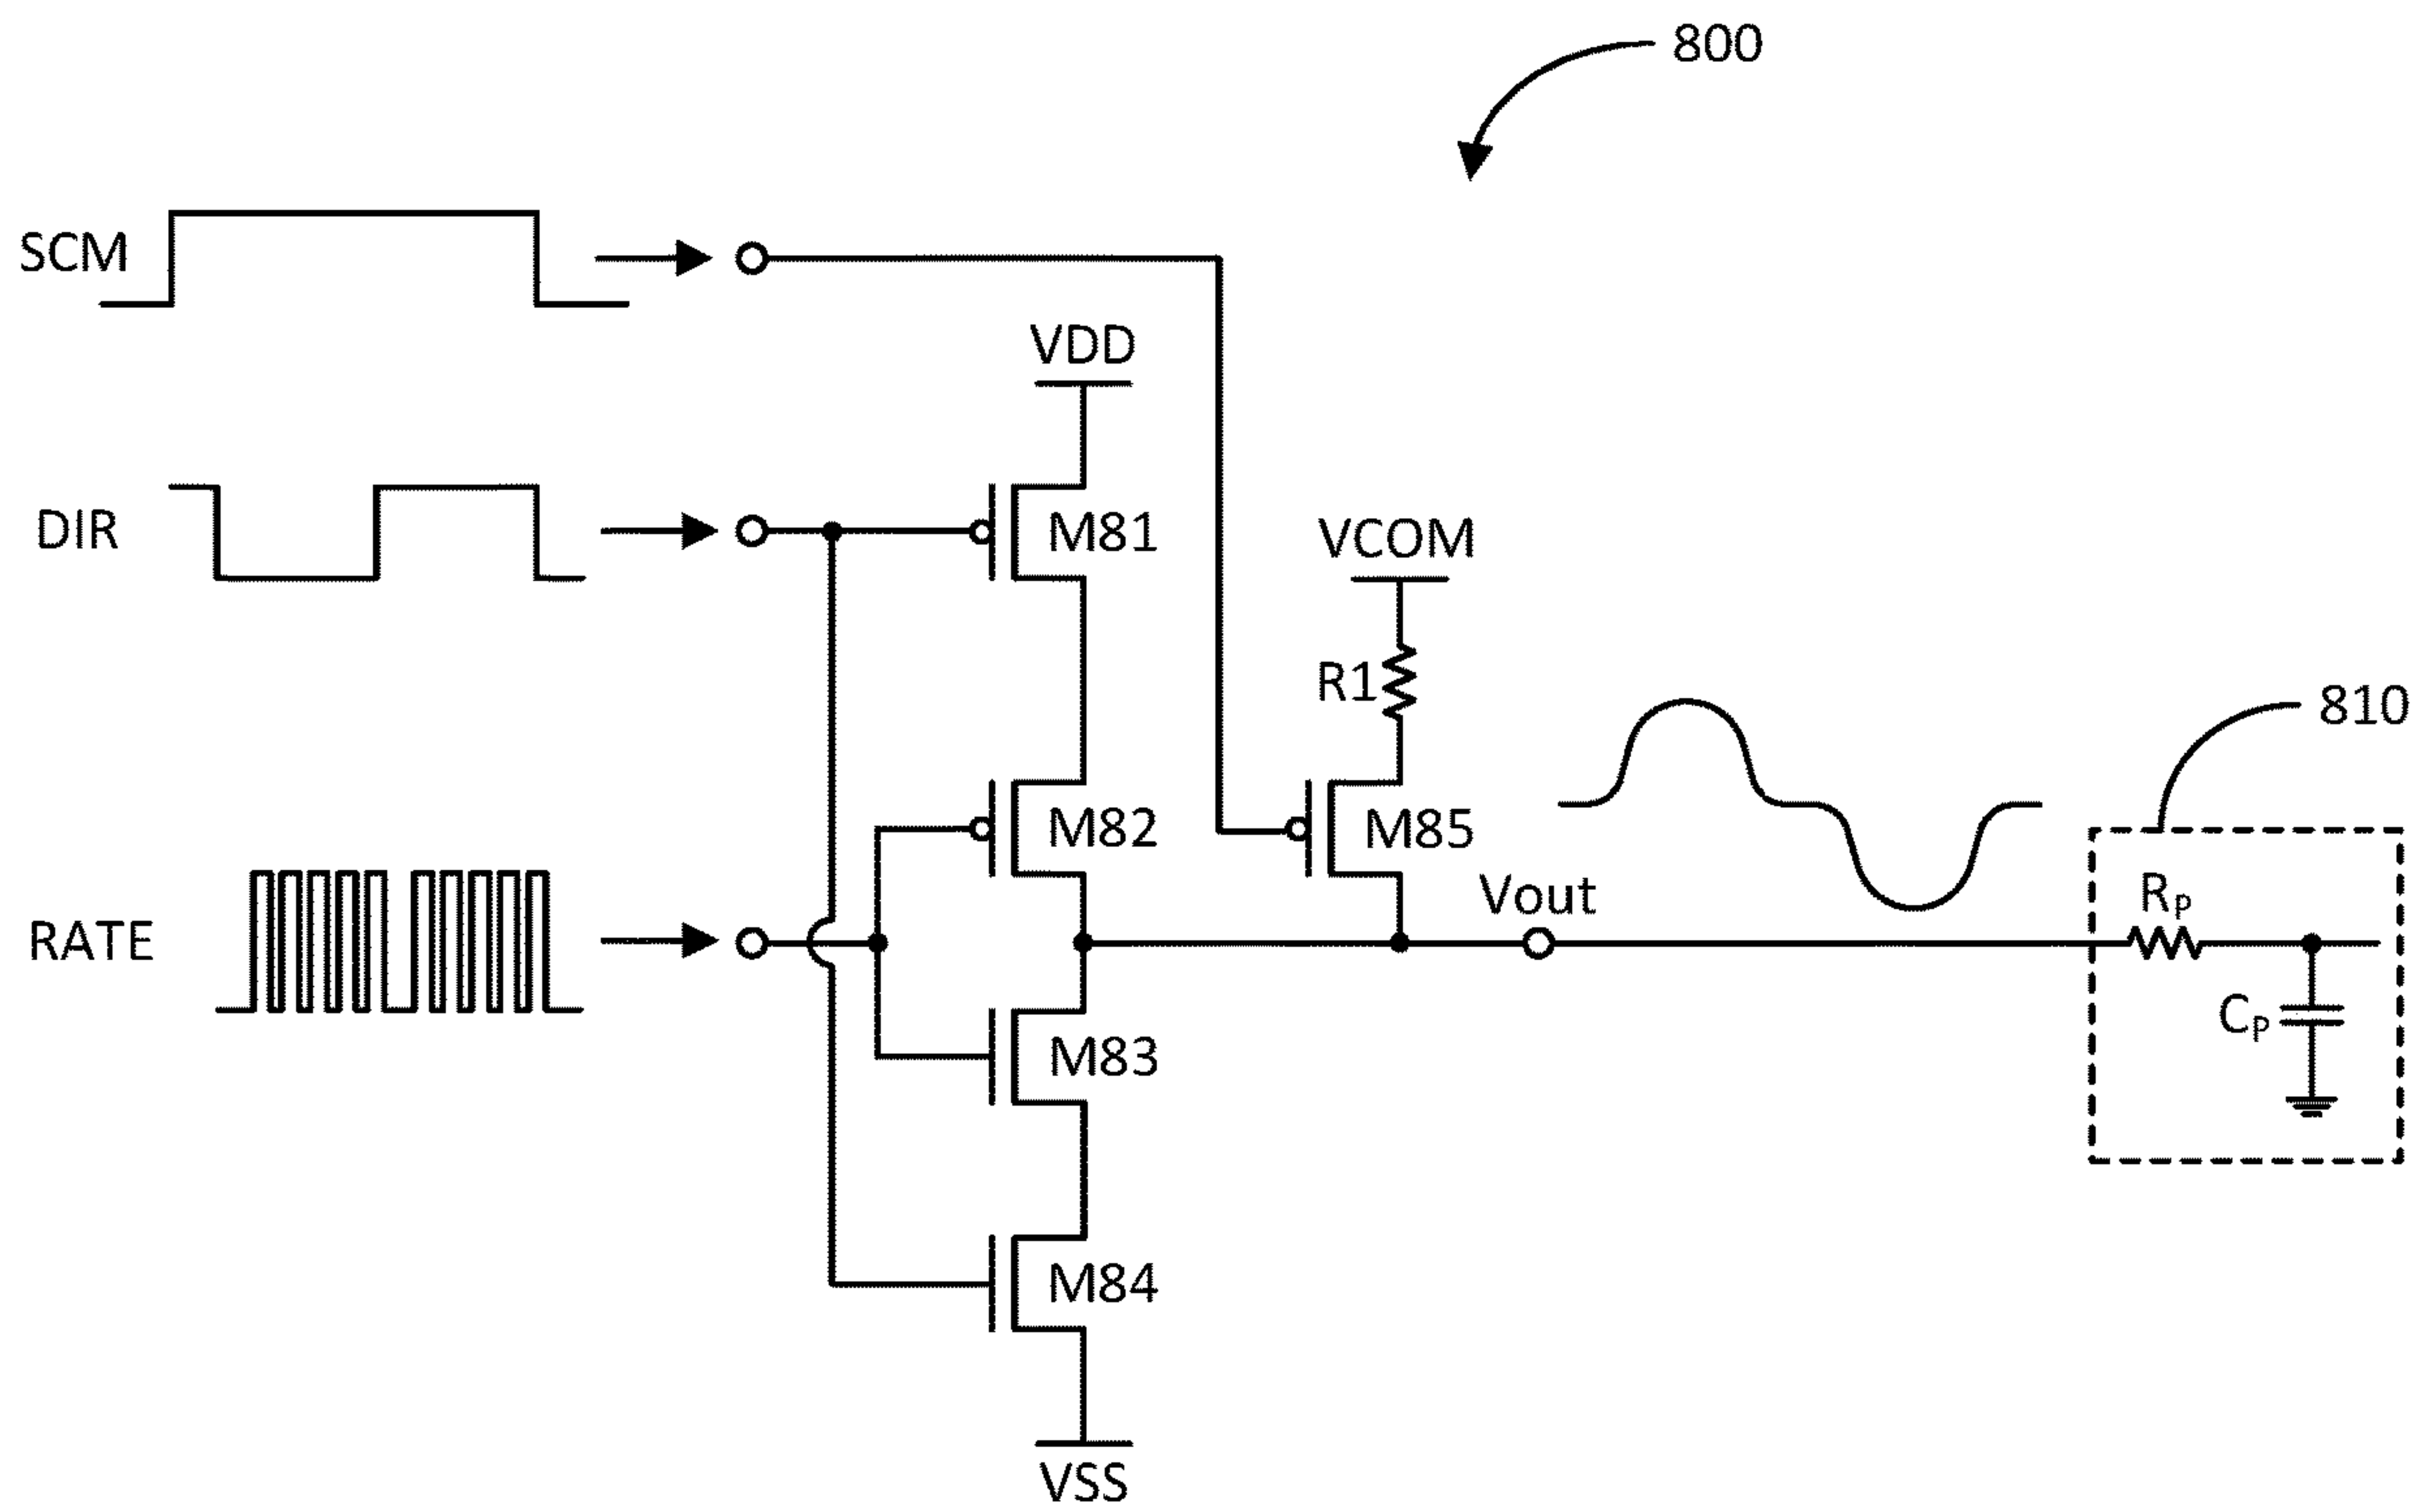 800
SCM
VDD
DIR
M81
VCOM
R1
810
M82
M85
Vout
RP
RATE
CP
M83
M84
VSS